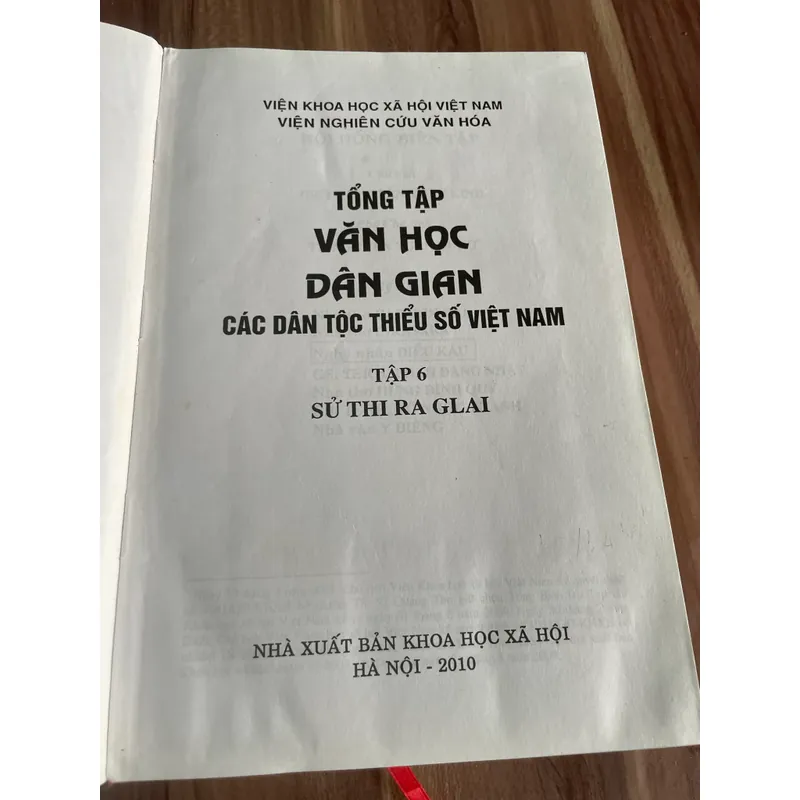 VIỆN KHOA HỌC XÃ HỘI VIỆT NAM
VIỆN NGHIÊN CỨU VĂN HÓA
TỔNG TẬP
VĂN HỌC
DÂN GIAN
CÁC DÂN TỘC THIỂU SỐ VIỆT NAM
TẬP 6
SỬ THI RA GLAI
NHÀ XUẤT BẢN KHOA HỌC XÃ HỘI
HÀ NỘI - 2010